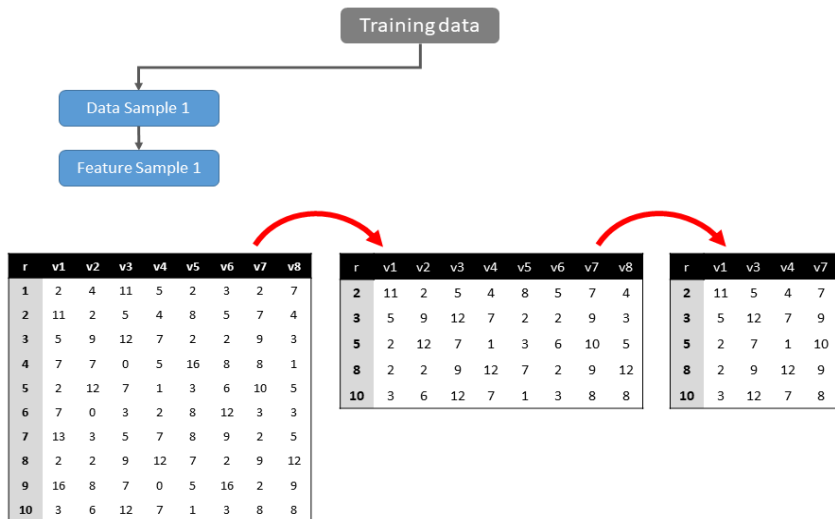 Training data
Data Sample 1
Feature Sample 1
r v1 v2 v3 v4 v5 v6 v7 v8
1 2 4 11 5 2 3 2 7
2 11 2 5 4 8 5 7 4
3 5 9 12 7 2 2 9 3
4 7 7 0 5 16 8 8 1
5 2 12 7 1 3 6 10 5
6 7 0 3 2 8 12 3 3
7 13 3 5 7 8 9 2 5
8 2 2 9 12 7 2 9 12
9 16 8 7 0 5 16 2 9
10 3 6 12 7 1 3 8 8
r v1 v2 v3 v4 v5 v6 v7 v8
2 11 2 5 4 8 5 7 4
3 5 9 12 7 2 2 9 3
5 2 12 7 1 3 6 10 5
8 2 2 9 12 7 2 9 12
10 3 6 12 7 1 3 8 8
r v1 v3 v4 v7
2 11 5 4 7
3 5 12 7 9
5 2 7 1 10
8 2 9 12 9
10 3 12 7 8